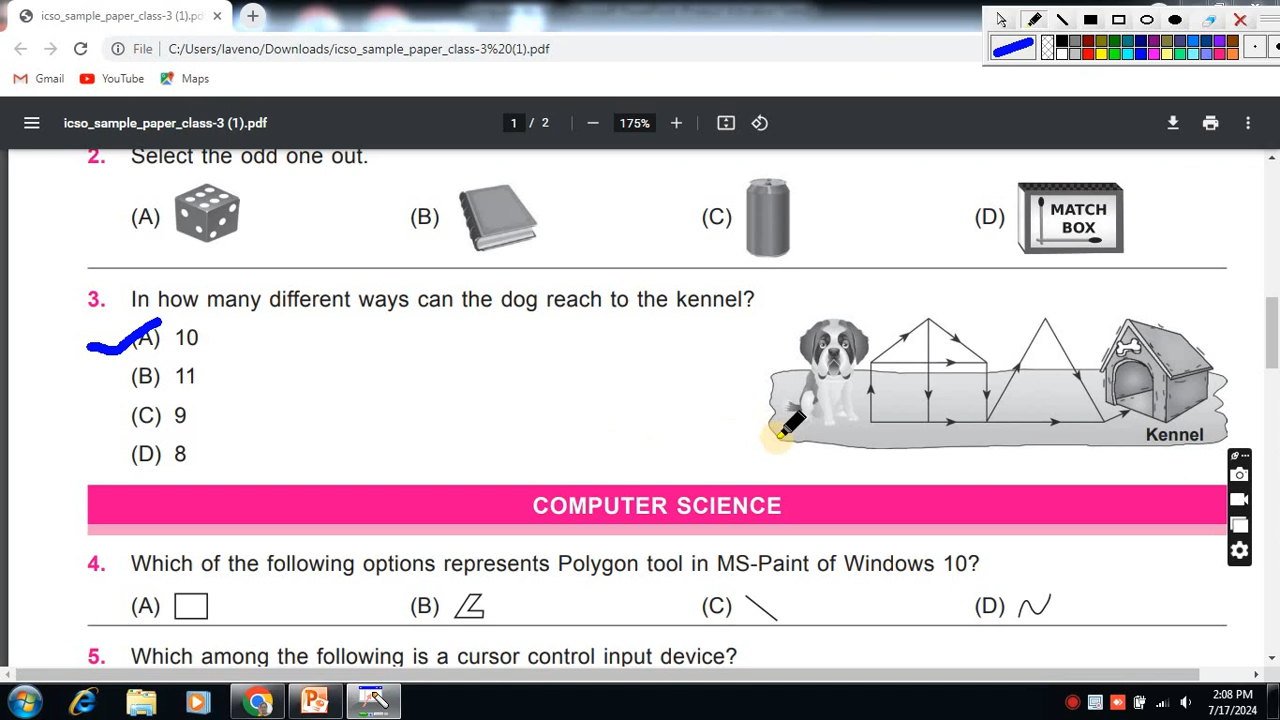 icso_sample_paper_class-3 (1).pd
File C:/Users/laveno/Downloads/icso_sample_paper_class-3%20(1).pdf
Gmail YouTube Maps
icso_sample_paper_class-3 (1).pdf 1 / 2 175%
2. Select the odd one out.
(A) (B) (C) (D) MATCH
BOX
3. In how many different ways can the dog reach to the kennel?
(A) 10
(B) 11
(C) 9
(D) 8
Kennel
COMPUTER SCIENCE
4. Which of the following options represents Polygon tool in MS-Paint of Windows 10?
(A) (B) (C) (D)
5. Which among the following is a cursor control input device?
2:08 PM
7/17/2024